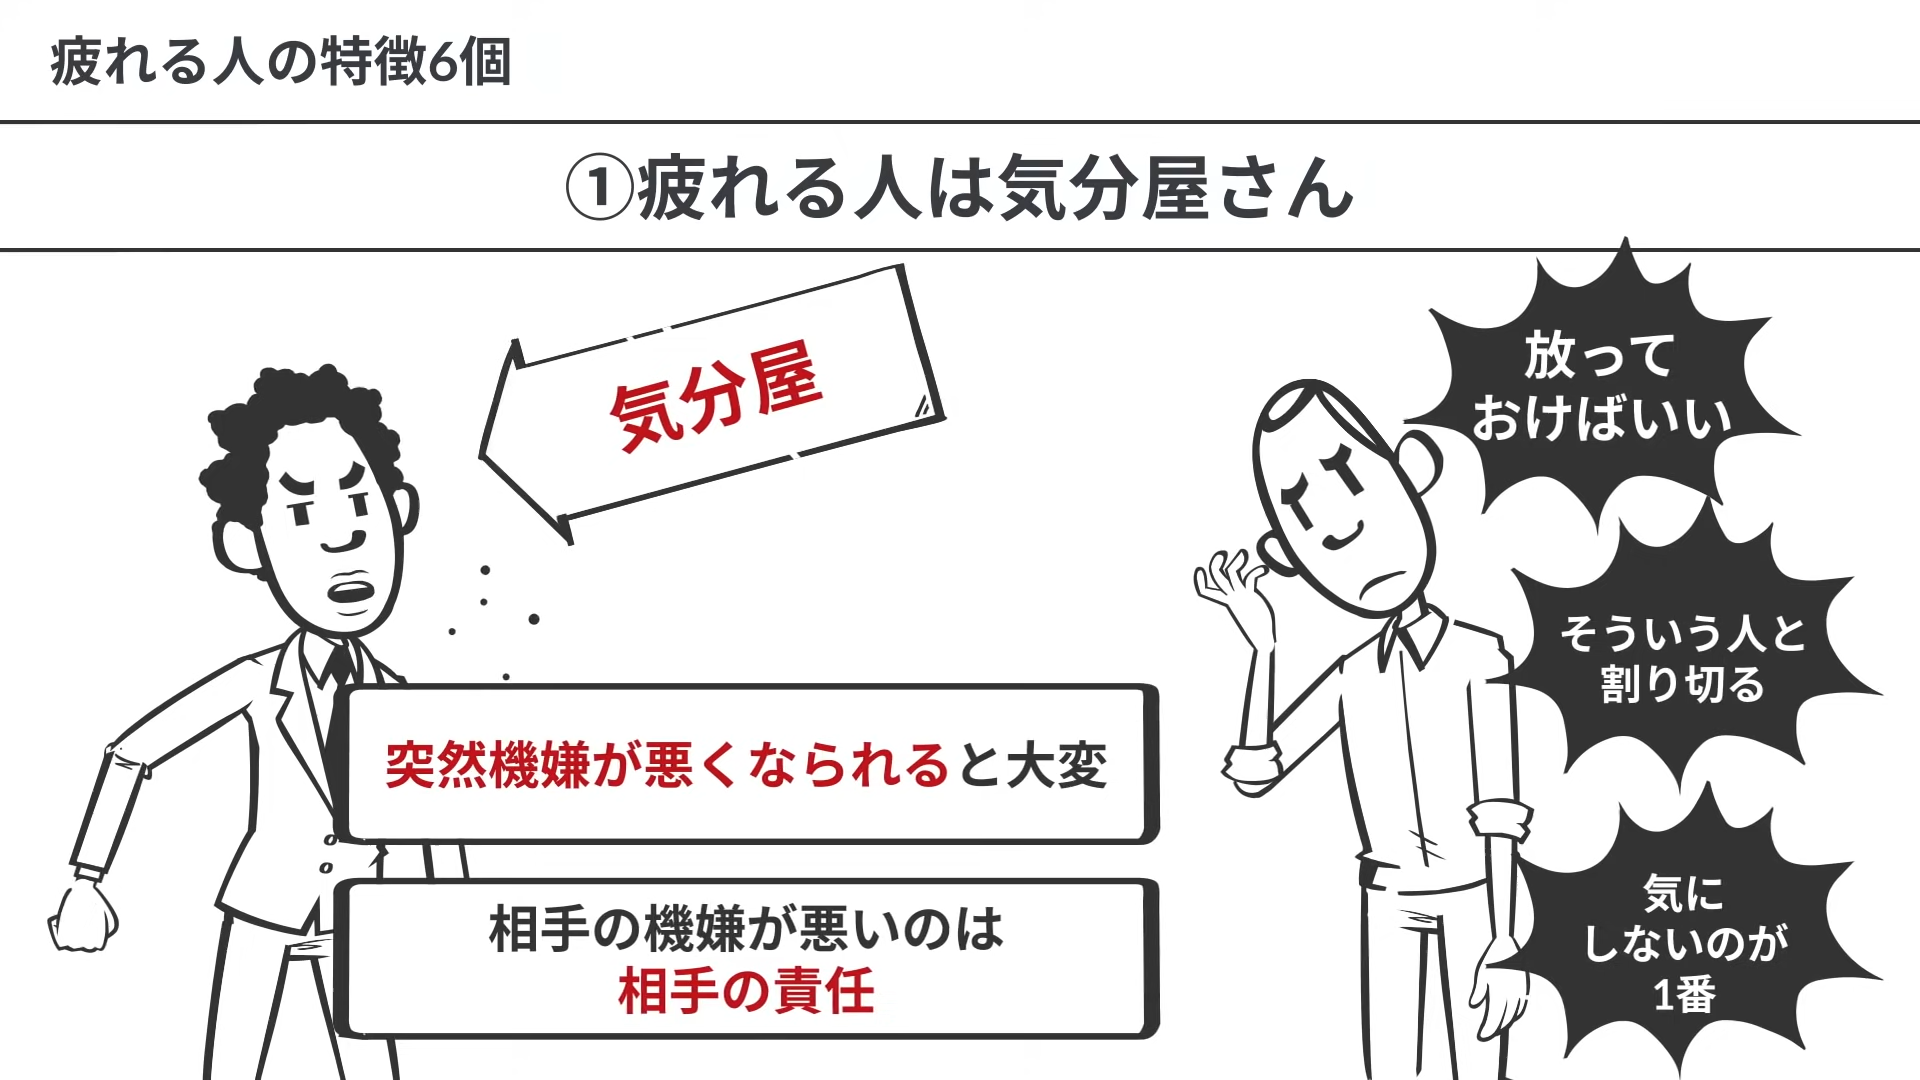 疲れる人の特徴6個
①疲れる人は気分屋さん
気分屋
放って
おけばいい
そういう人と
割り切る
突然機嫌が悪くなられると大変
気に
しないのが
1番
相手の機嫌が悪いのは
相手の責任